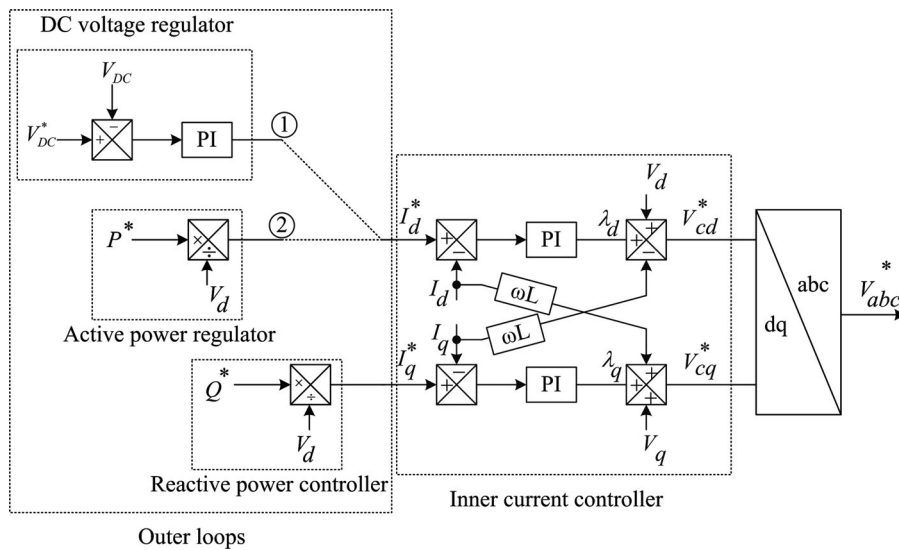 DC voltage regulator
V_DC
V*_DC + −
PI
①
P* × ÷
②
V_d
Active power regulator
Q* × ÷
V_d
Reactive power controller
Outer loops
I*_d + −
PI
λ_d + + −
V_d
V*_cd
I_d
ωL
I_q
ωL
I*_q + −
PI
λ_q + + +
V_q
V*_cq
Inner current controller
dq
abc
V*_abc